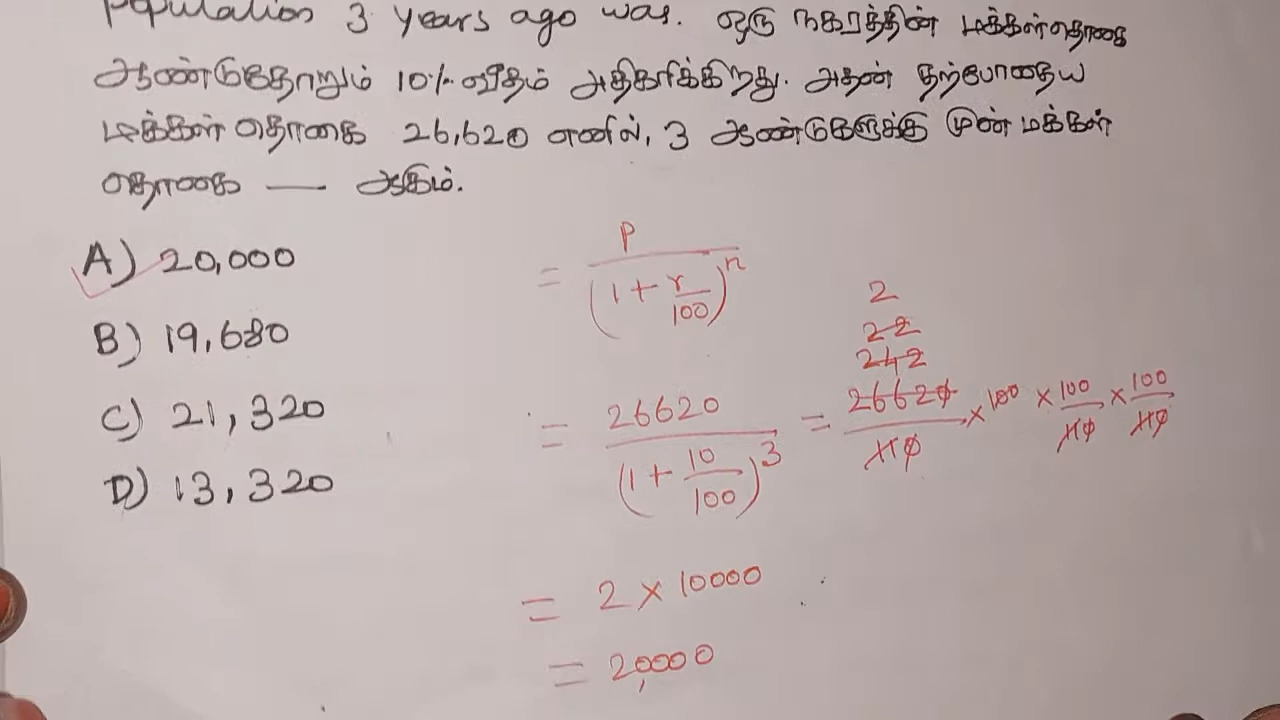 population 3 years ago was. ஒரு நகரத்தின் மக்கள்தொகை
ஆண்டுதோறும் 10% வீதம் அதிகரிக்கிறது. அதன் தற்போதைய
மக்கள் தொகை 26,620 எனில், 3 ஆண்டுகளுக்கு முன் மக்கள்
தொகை — ஆகும்.
A) 20,000
B) 19,680
C) 21,320
D) 13,320
= P / (1 + r/100)^n
= 26620 / (1 + 10/100)^3
2
22
242
= 26620 / 110 × 100 × 100 / 110 × 100 / 110
= 2 × 10000
= 20,000